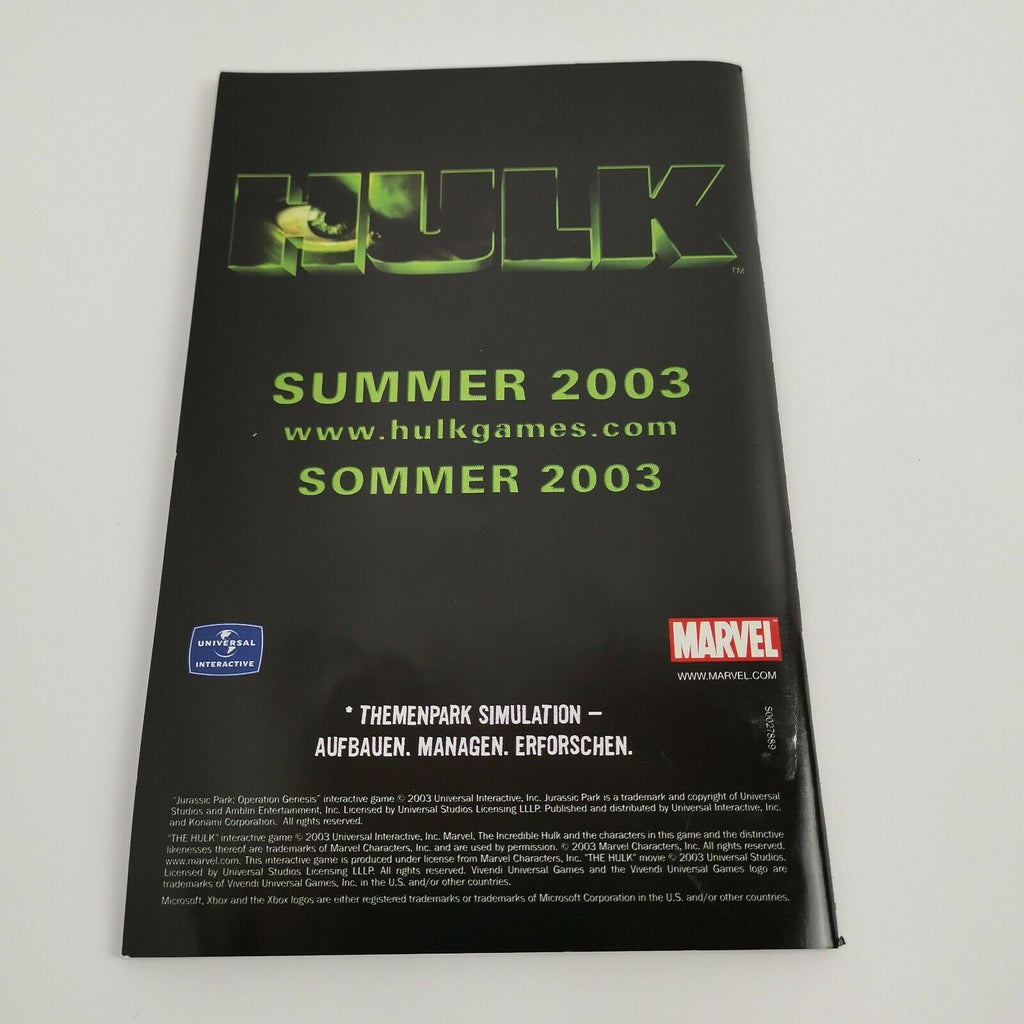 HULK
TM
SUMMER 2003
www.hulkgames.com
SOMMER 2003
UNIVERSAL
INTERACTIVE
MARVEL
WWW.MARVEL.COM
S0027889
* THEMENPARK SIMULATION –
AUFBAUEN. MANAGEN. ERFORSCHEN.
"Jurassic Park: Operation Genesis" interactive game © 2003 Universal Interactive, Inc. Jurassic Park is a trademark and copyright of Universal
Studios and Amblin Entertainment, Inc. Licensed by Universal Studios Licensing LLLP. Published and distributed by Universal Interactive, Inc.
and Konami Corporation. All rights reserved.
"THE HULK" interactive game © 2003 Universal Interactive, Inc. Marvel, The Incredible Hulk and the characters in this game and the distinctive
likenesses thereof are trademarks of Marvel Characters, Inc. and are used by permission. © 2003 Marvel Characters, Inc. All rights reserved.
www.marvel.com. This interactive game is produced under license from Marvel Characters, Inc. "THE HULK" movie © 2003 Universal Studios.
Licensed by Universal Studios Licensing LLLP. All rights reserved. Vivendi Universal Games and the Vivendi Universal Games logo are
trademarks of Vivendi Universal Games, Inc. in the U.S. and/or other countries.
Microsoft, Xbox and the Xbox logos are either registered trademarks or trademarks of Microsoft Corporation in the U.S. and/or other countries.